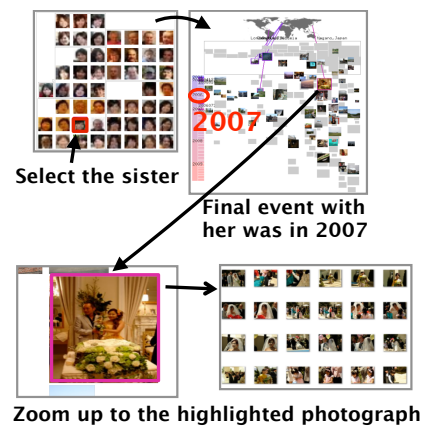 2007
Select the sister
Final event with
her was in 2007
Zoom up to the highlighted photograph